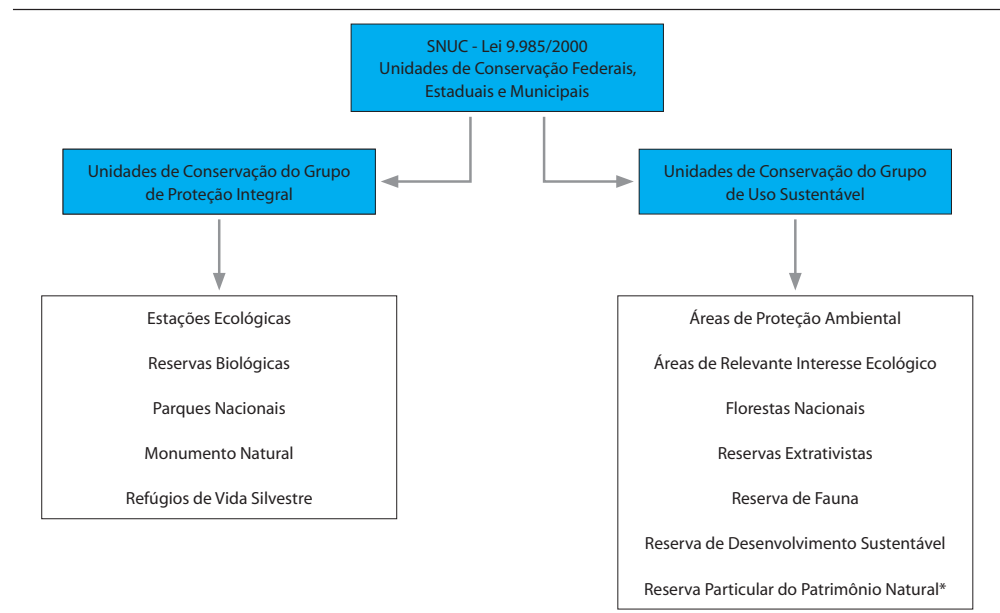 SNUC - Lei 9.985/2000
Unidades de Conservação Federais,
Estaduais e Municipais
Unidades de Conservação do Grupo
de Proteção Integral
Unidades de Conservação do Grupo
de Uso Sustentável
Estações Ecológicas
Reservas Biológicas
Parques Nacionais
Monumento Natural
Refúgios de Vida Silvestre
Áreas de Proteção Ambiental
Áreas de Relevante Interesse Ecológico
Florestas Nacionais
Reservas Extrativistas
Reserva de Fauna
Reserva de Desenvolvimento Sustentável
Reserva Particular do Patrimônio Natural*